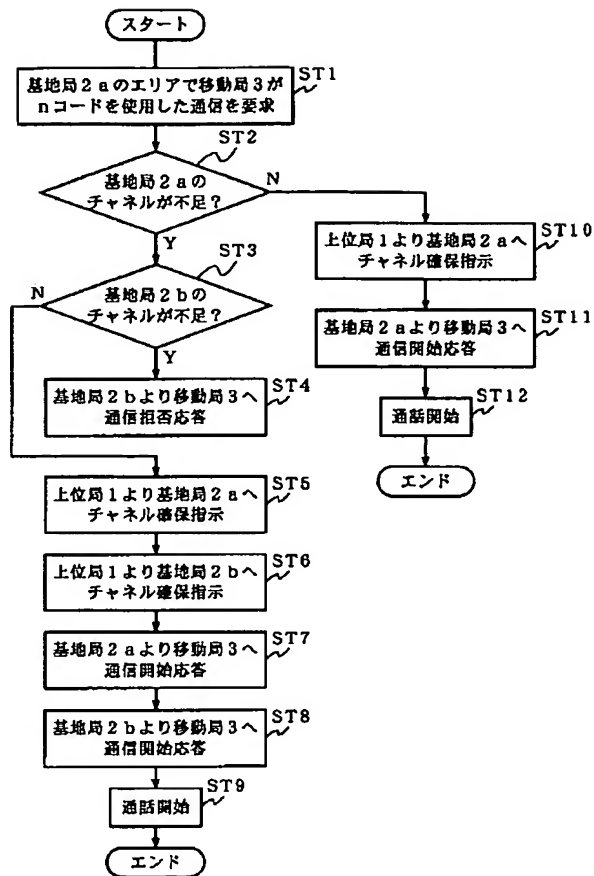 スタート
基地局2aのエリアで移動局3が
nコードを使用した通信を要求
ST1
ST2
基地局2aの
チャネルが不足?
N
Y
ST3
N
基地局2bの
チャネルが不足?
Y
基地局2bより移動局3へ
通信拒否応答
ST4
上位局1より基地局2aへ
チャネル確保指示
ST5
上位局1より基地局2bへ
チャネル確保指示
ST6
基地局2aより移動局3へ
通信開始応答
ST7
基地局2bより移動局3へ
通信開始応答
ST8
通話開始
ST9
エンド
上位局1より基地局2aへ
チャネル確保指示
ST10
基地局2aより移動局3へ
通信開始応答
ST11
通話開始
ST12
エンド